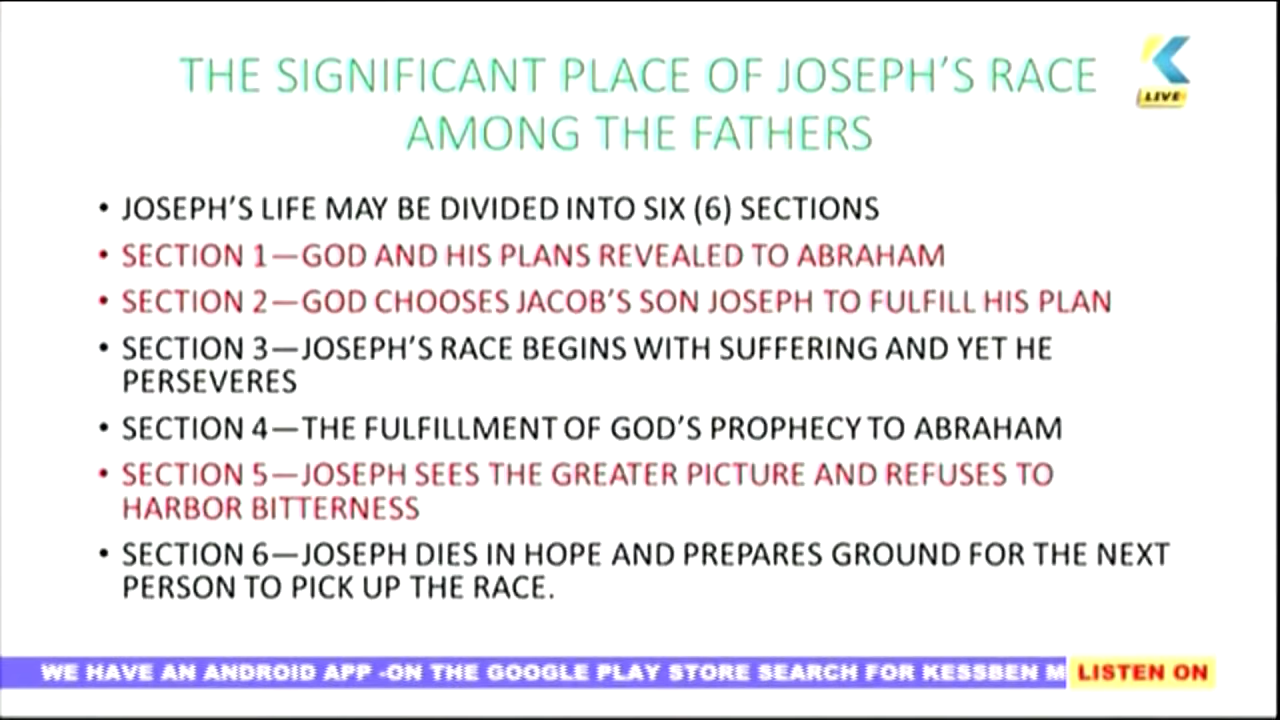 THE SIGNIFICANT PLACE OF JOSEPH'S RACE
AMONG THE FATHERS
LIVE
• JOSEPH'S LIFE MAY BE DIVIDED INTO SIX (6) SECTIONS
• SECTION 1—GOD AND HIS PLANS REVEALED TO ABRAHAM
• SECTION 2—GOD CHOOSES JACOB'S SON JOSEPH TO FULFILL HIS PLAN
• SECTION 3—JOSEPH'S RACE BEGINS WITH SUFFERING AND YET HE
PERSEVERES
• SECTION 4—THE FULFILLMENT OF GOD'S PROPHECY TO ABRAHAM
• SECTION 5—JOSEPH SEES THE GREATER PICTURE AND REFUSES TO
HARBOR BITTERNESS
• SECTION 6—JOSEPH DIES IN HOPE AND PREPARES GROUND FOR THE NEXT
PERSON TO PICK UP THE RACE.
WE HAVE AN ANDROID APP -ON THE GOOGLE PLAY STORE SEARCH FOR KESSBEN M LISTEN ON